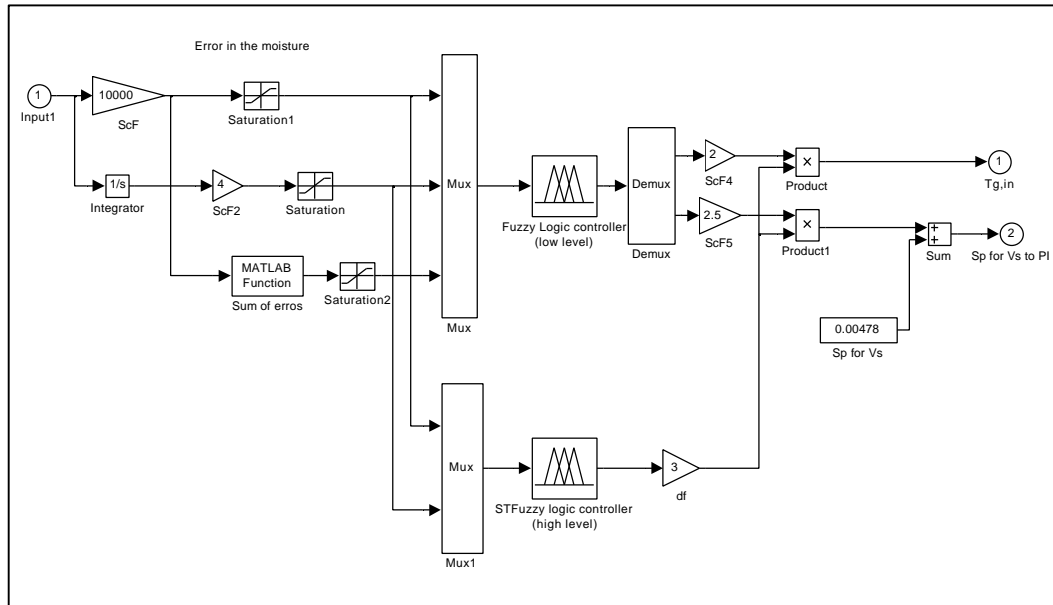 Error in the moisture
1
Input1
10000
ScF
Saturation1
1/s
Integrator
4
ScF2
Saturation
MATLAB
Function
Sum of erros
Saturation2
Mux
Mux
Fuzzy Logic controller
(low level)
Demux
Demux
2
ScF4
2.5
ScF5
×
Product
×
Product1
1
Tg,in
+
+
Sum
2
Sp for Vs to PI
0.00478
Sp for Vs
Mux
Mux1
STFuzzy logic controller
(high level)
3
df